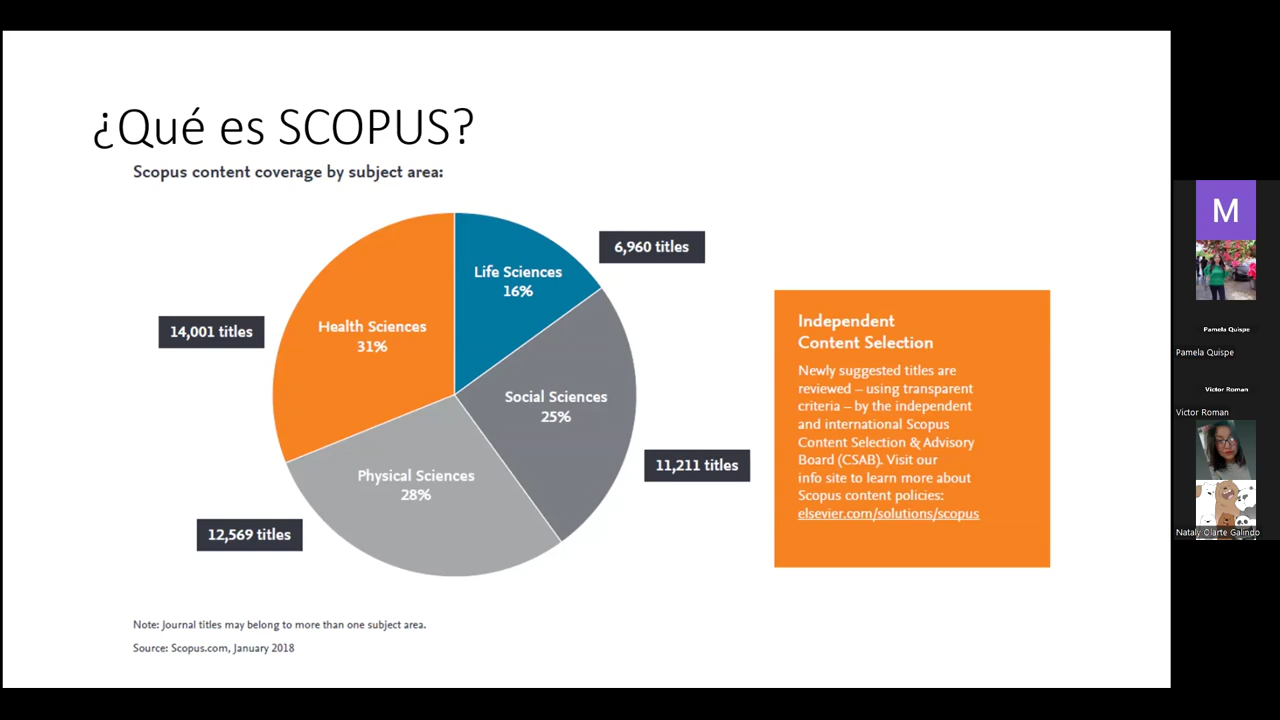 ¿Qué es SCOPUS?
Scopus content coverage by subject area:
Life Sciences
16%
6,960 titles
Health Sciences
31%
14,001 titles
Social Sciences
25%
11,211 titles
Physical Sciences
28%
12,569 titles
Independent
Content Selection
Newly suggested titles are
reviewed – using transparent
criteria – by the independent
and international Scopus
Content Selection & Advisory
Board (CSAB). Visit our
info site to learn more about
Scopus content policies:
elsevier.com/solutions/scopus
Note: Journal titles may belong to more than one subject area.
Source: Scopus.com, January 2018
M
Pamela Quispe
Pamela Quispe
Victor Roman
Victor Roman
Nataly Olarte Galindo